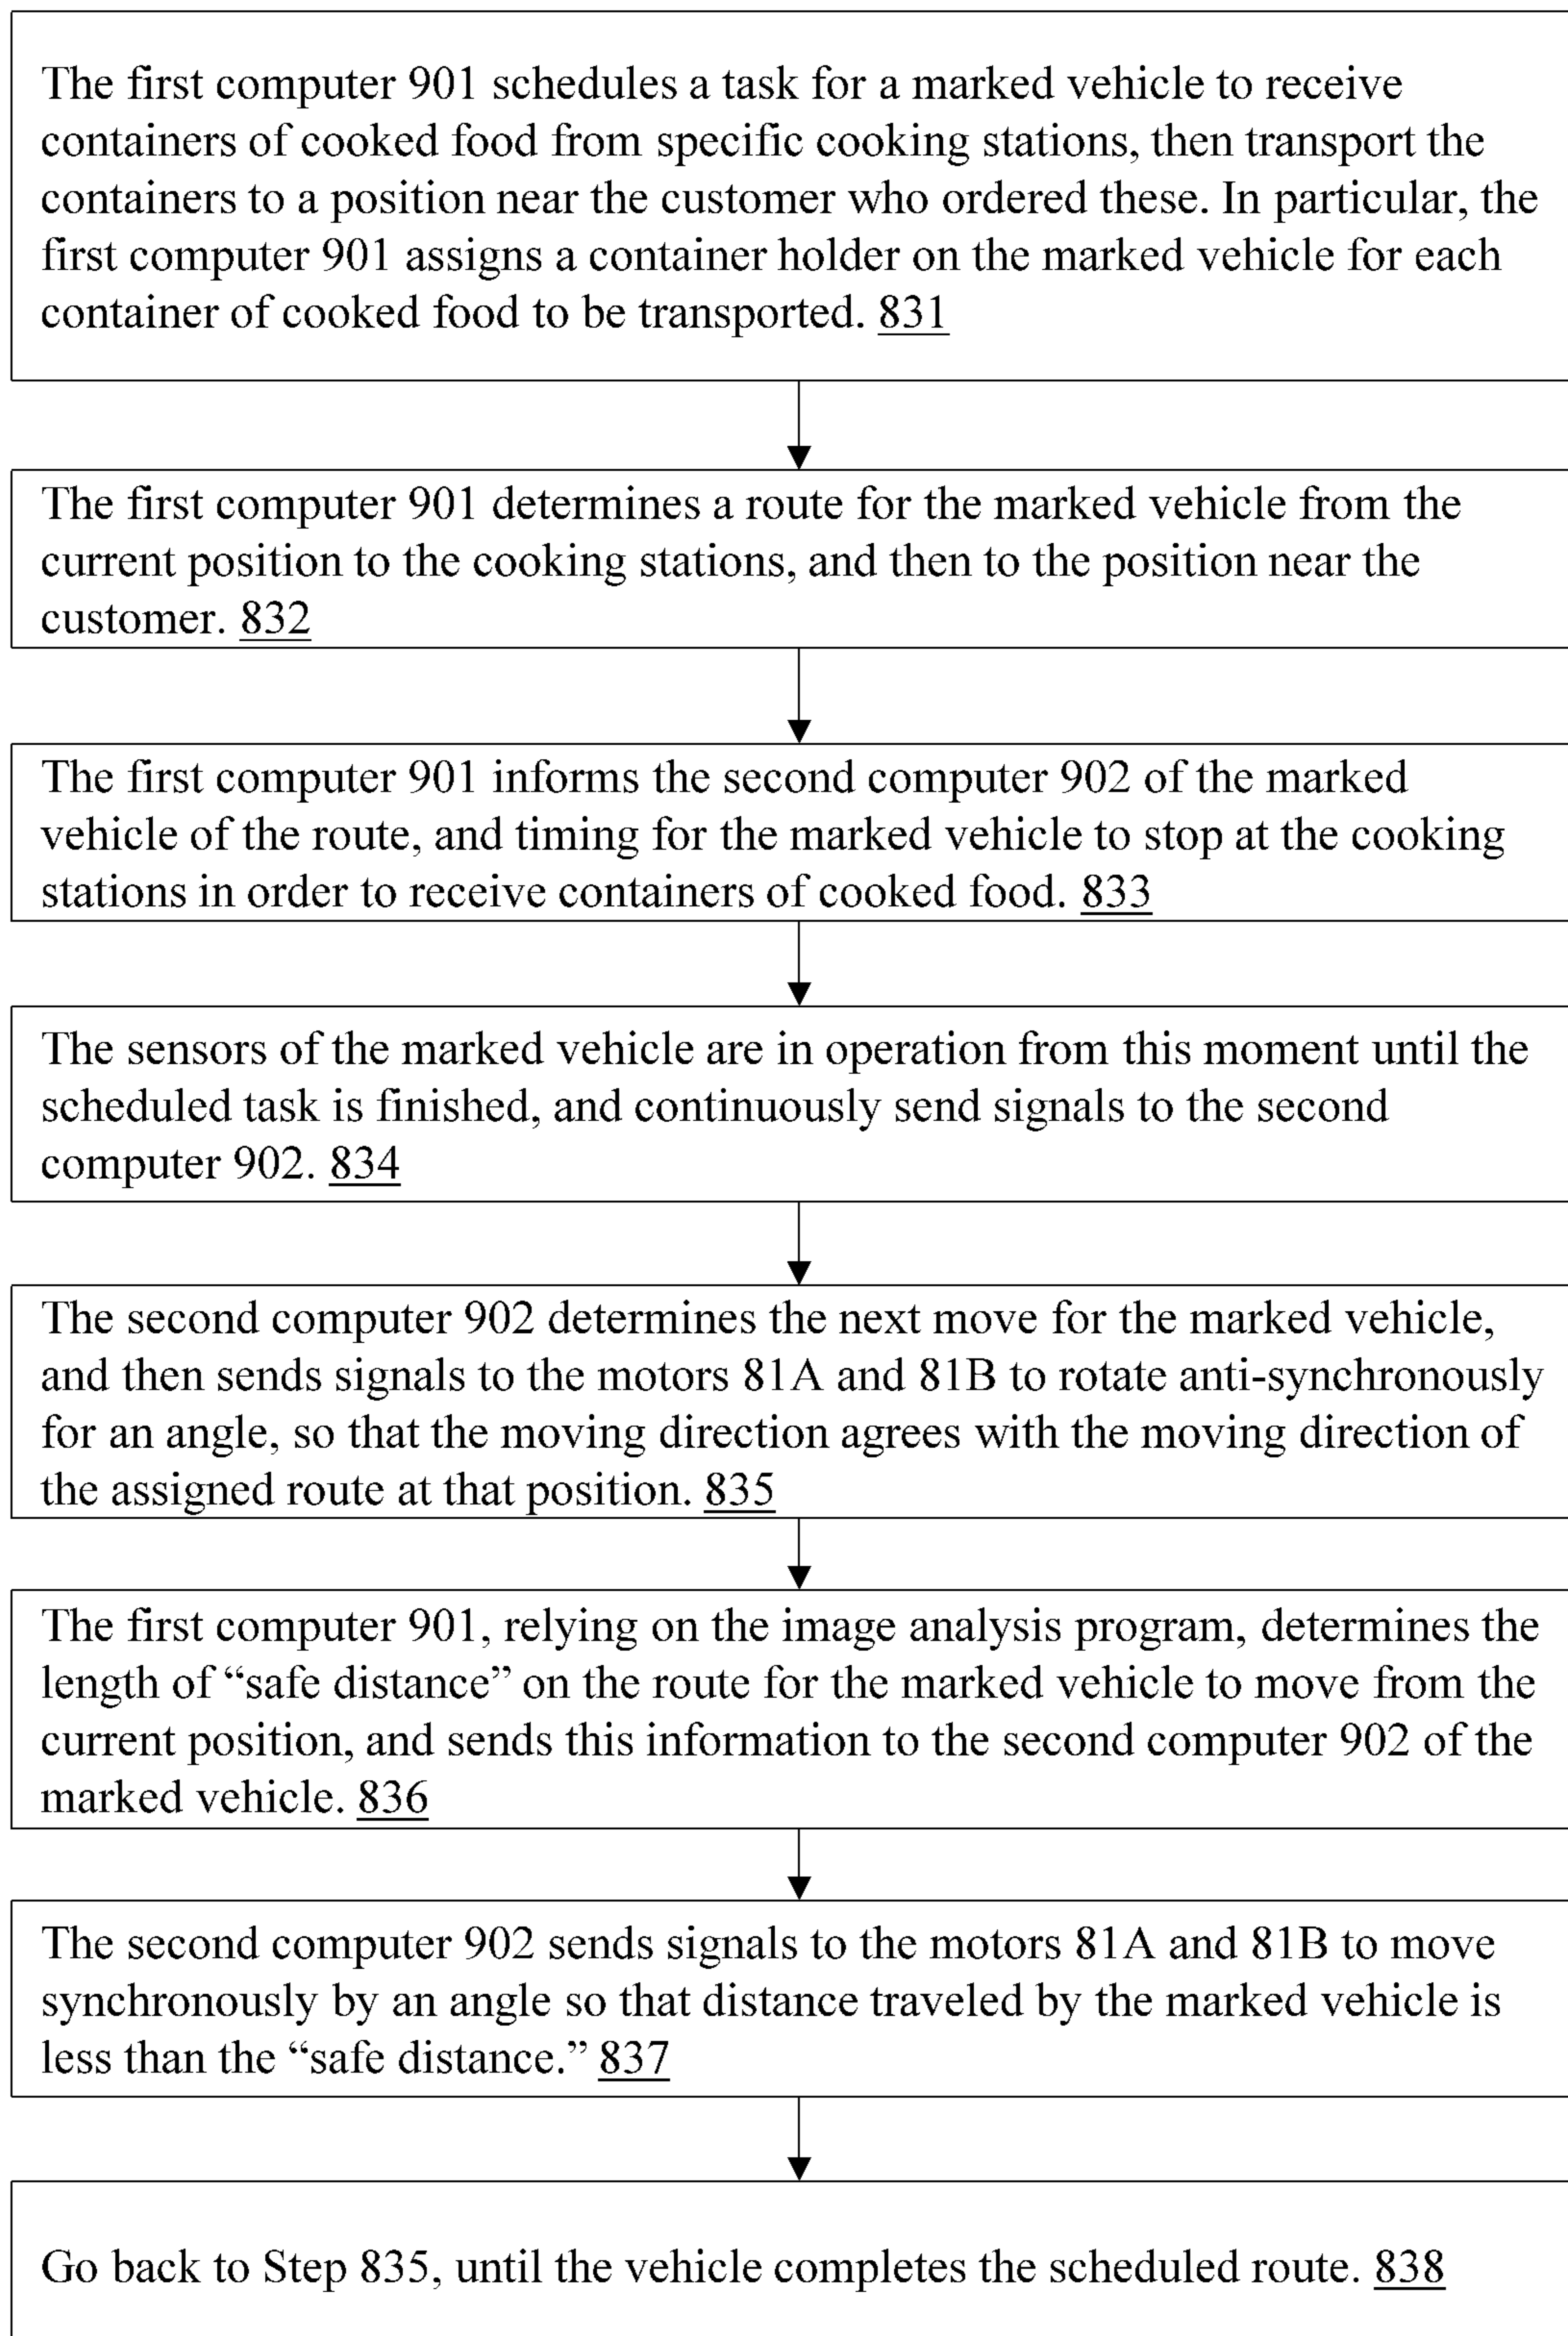 The first computer 901 schedules a task for a marked vehicle to receive
containers of cooked food from specific cooking stations, then transport the
containers to a position near the customer who ordered these. In particular, the
first computer 901 assigns a container holder on the marked vehicle for each
container of cooked food to be transported. 831
The first computer 901 determines a route for the marked vehicle from the
current position to the cooking stations, and then to the position near the
customer. 832
The first computer 901 informs the second computer 902 of the marked
vehicle of the route, and timing for the marked vehicle to stop at the cooking
stations in order to receive containers of cooked food. 833
The sensors of the marked vehicle are in operation from this moment until the
scheduled task is finished, and continuously send signals to the second
computer 902. 834
The second computer 902 determines the next move for the marked vehicle,
and then sends signals to the motors 81A and 81B to rotate anti-synchronously
for an angle, so that the moving direction agrees with the moving direction of
the assigned route at that position. 835
The first computer 901, relying on the image analysis program, determines the
length of “safe distance” on the route for the marked vehicle to move from the
current position, and sends this information to the second computer 902 of the
marked vehicle. 836
The second computer 902 sends signals to the motors 81A and 81B to move
synchronously by an angle so that distance traveled by the marked vehicle is
less than the “safe distance.” 837
Go back to Step 835, until the vehicle completes the scheduled route. 838